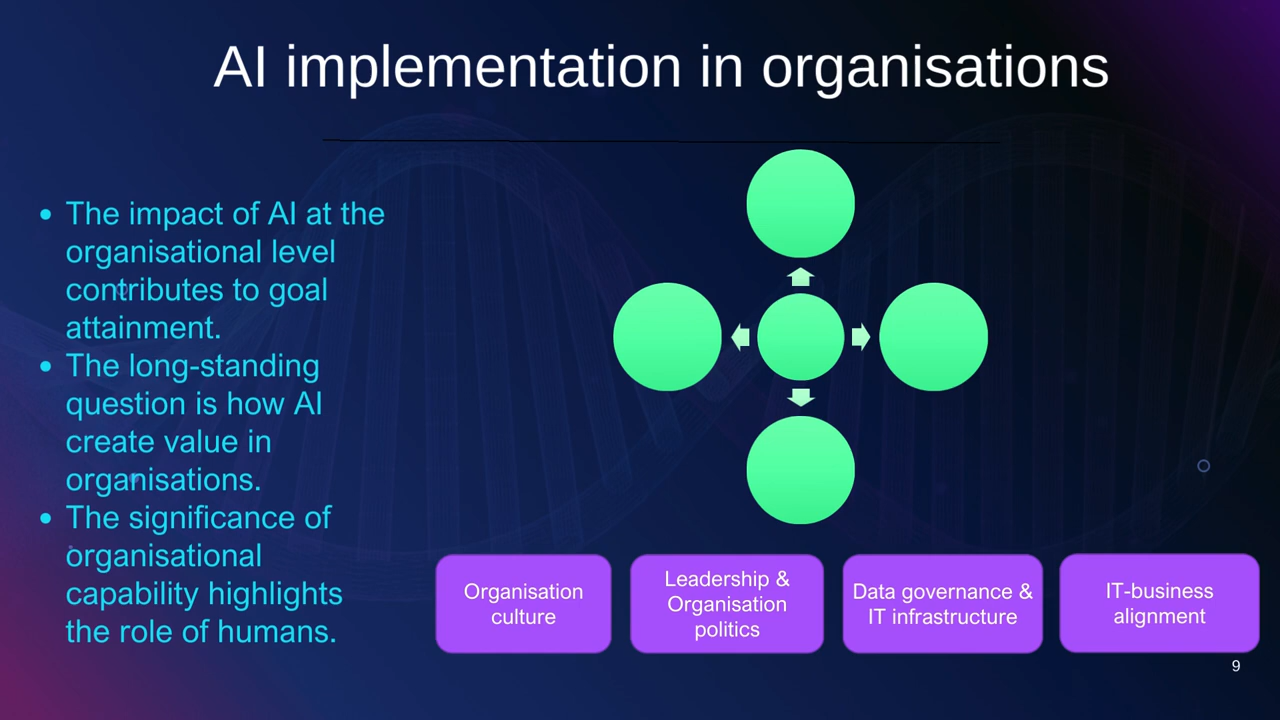 AI implementation in organisations
• The impact of AI at the
organisational level
contributes to goal
attainment.
• The long-standing
question is how AI
create value in
organisations.
• The significance of
organisational
capability highlights
the role of humans.
Organisation
culture
Leadership &
Organisation
politics
Data governance &
IT infrastructure
IT-business
alignment
9